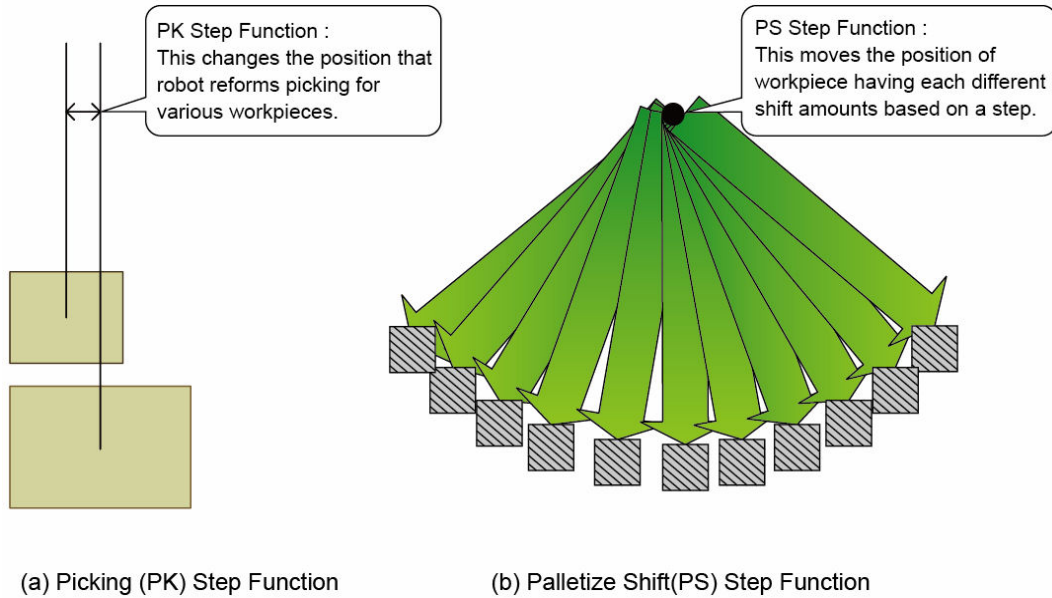 PK Step Function :
This changes the position that
robot reforms picking for
various workpieces.
PS Step Function :
This moves the position of
workpiece having each different
shift amounts based on a step.
(a) Picking (PK) Step Function
(b) Palletize Shift(PS) Step Function